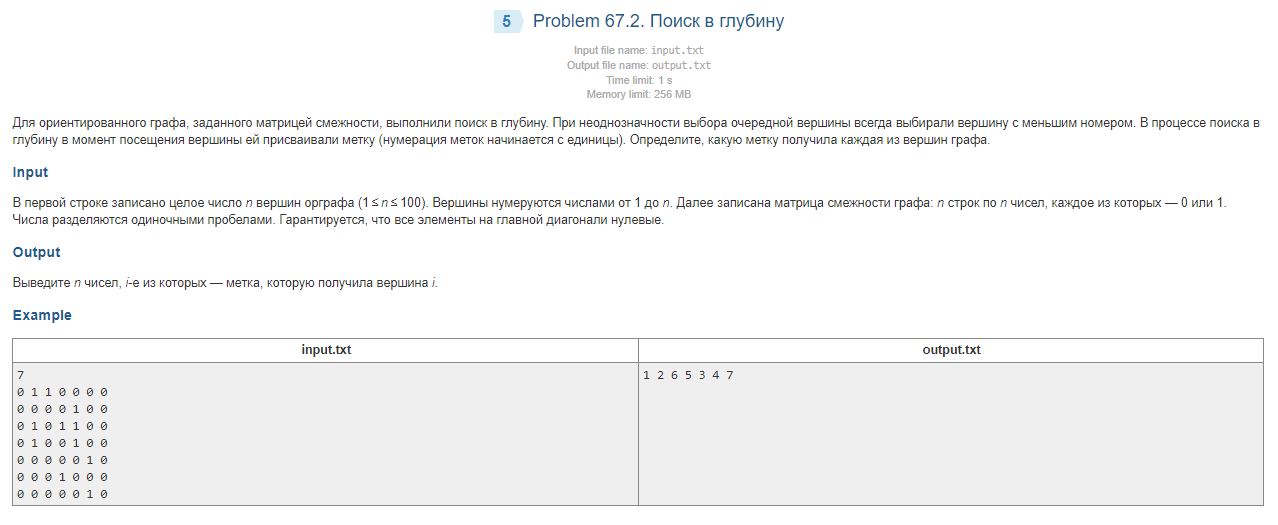 5 Problem 67.2. Поиск в глубину
Input file name: input.txt
Output file name: output.txt
Time limit: 1 s
Memory limit: 256 MB
Для ориентированного графа, заданного матрицей смежности, выполнили поиск в глубину. При неоднозначности выбора очередной вершины всегда выбирали вершину с меньшим номером. В процессе поиска в
глубину в момент посещения вершины ей присваивали метку (нумерация меток начинается с единицы). Определите, какую метку получила каждая из вершин графа.
Input
В первой строке записано целое число n вершин орграфа (1 ≤ n ≤ 100). Вершины нумеруются числами от 1 до n. Далее записана матрица смежности графа: n строк по n чисел, каждое из которых — 0 или 1.
Числа разделяются одиночными пробелами. Гарантируется, что все элементы на главной диагонали нулевые.
Output
Выведите n чисел, i-е из которых — метка, которую получила вершина i.
Example
input.txt output.txt
7 1 2 6 5 3 4 7
0 1 1 0 0 0 0
0 0 0 0 1 0 0
0 1 0 1 1 0 0
0 1 0 0 1 0 0
0 0 0 0 0 1 0
0 0 0 1 0 0 0
0 0 0 0 0 1 0